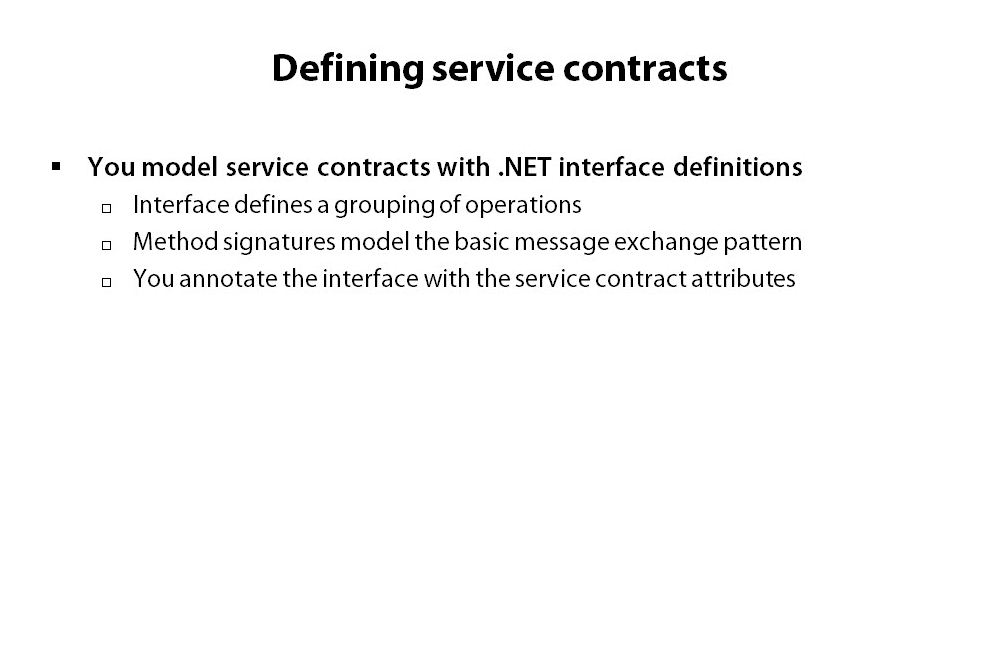 Defining service contracts
▪ You model service contracts with .NET interface definitions
▫ Interface defines a grouping of operations
▫ Method signatures model the basic message exchange pattern
▫ You annotate the interface with the service contract attributes